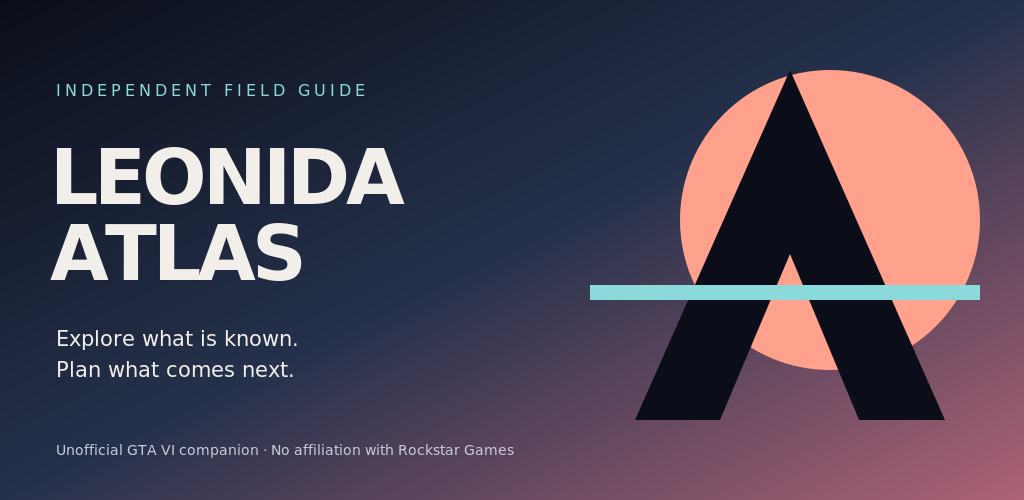 INDEPENDENT FIELD GUIDE
LEONIDA
ATLAS
Explore what is known.
Plan what comes next.
Unofficial GTA VI companion · No affiliation with Rockstar Games